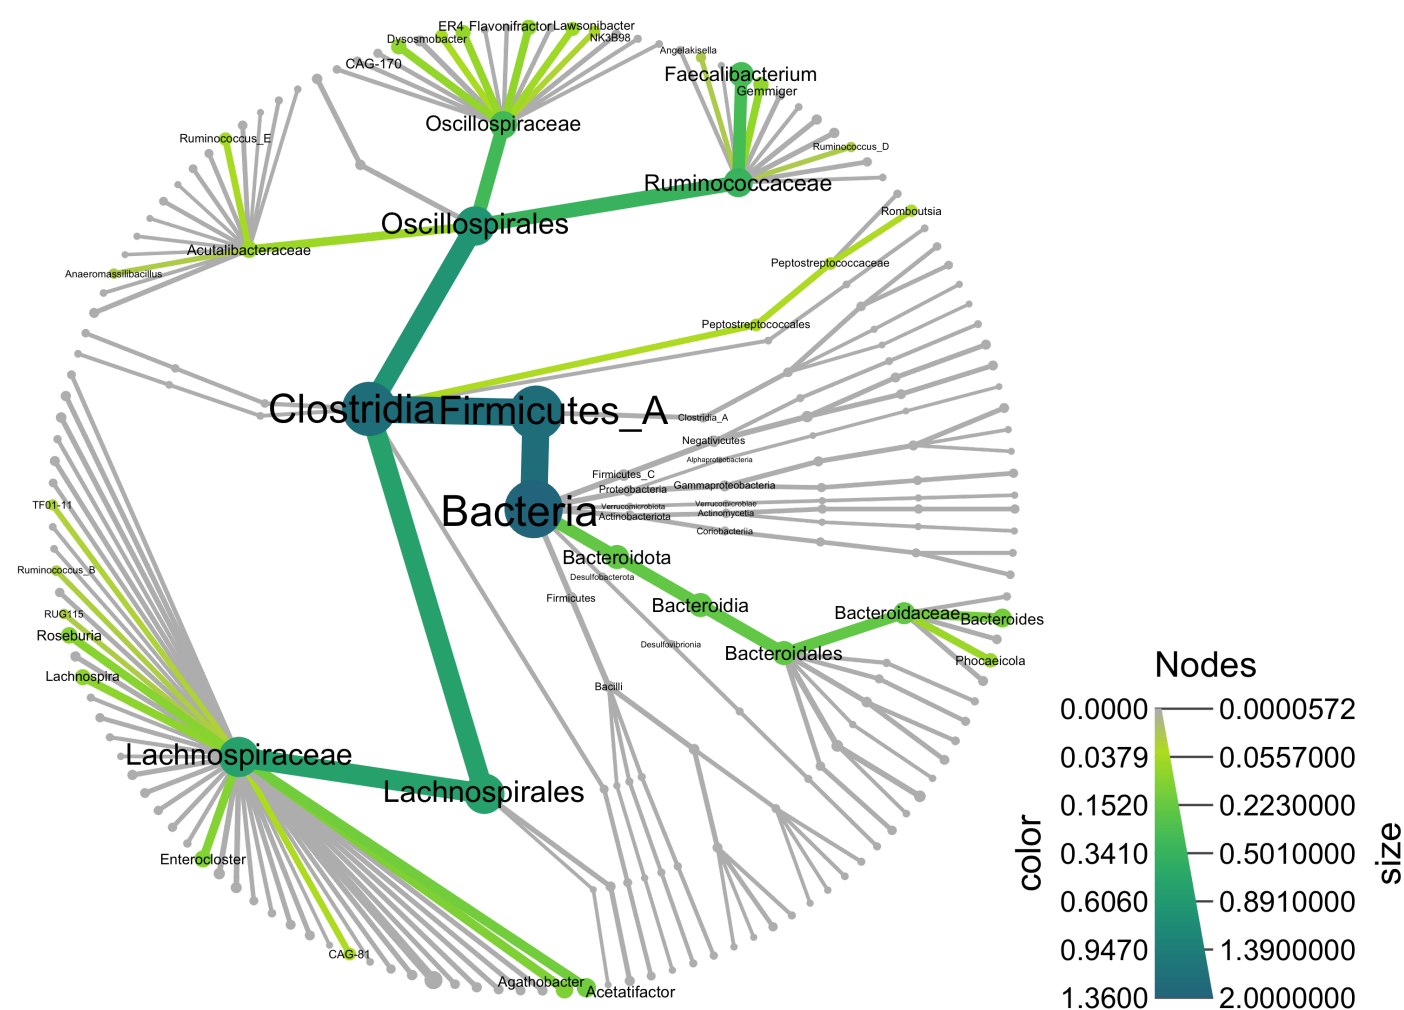 ER4
Flavonifractor
Lawsonibacter
Dysosmobacter
NK3B98
Angelakisella
CAG-170
Faecalibacterium
Gemmiger
Oscillospiraceae
Ruminococcus_E
Ruminococcus_D
Ruminococcaceae
Romboutsia
Oscillospirales
Acutalibacteraceae
Peptostreptococcaceae
Anaeromassilibacillus
Peptostreptococcales
Clostridia
Firmicutes_A
Clostridia_A
Negativicutes
Alphaproteobacteria
Firmicutes_C
Gammaproteobacteria
Proteobacteria
TF01-11
Verrucomicrobiota
Verrucomicrobiae
Bacteria
Actinobacteriota
Actinomycetia
Coriobacteriia
Bacteroidota
Ruminococcus_B
Desulfobacterota
Firmicutes
Bacteroidia
RUG115
Bacteroidaceae
Bacteroides
Roseburia
Desulfovibrionia
Bacteroidales
Phocaeicola
Lachnospira
Bacilli
Lachnospiraceae
Lachnospirales
Enterocloster
CAG-81
Agathobacter
Acetatifactor
Nodes
0.0000 0.0000572
0.0379 0.0557000
0.1520 0.2230000
0.3410 0.5010000
0.6060 0.8910000
0.9470 1.3900000
1.3600 2.0000000
color
size